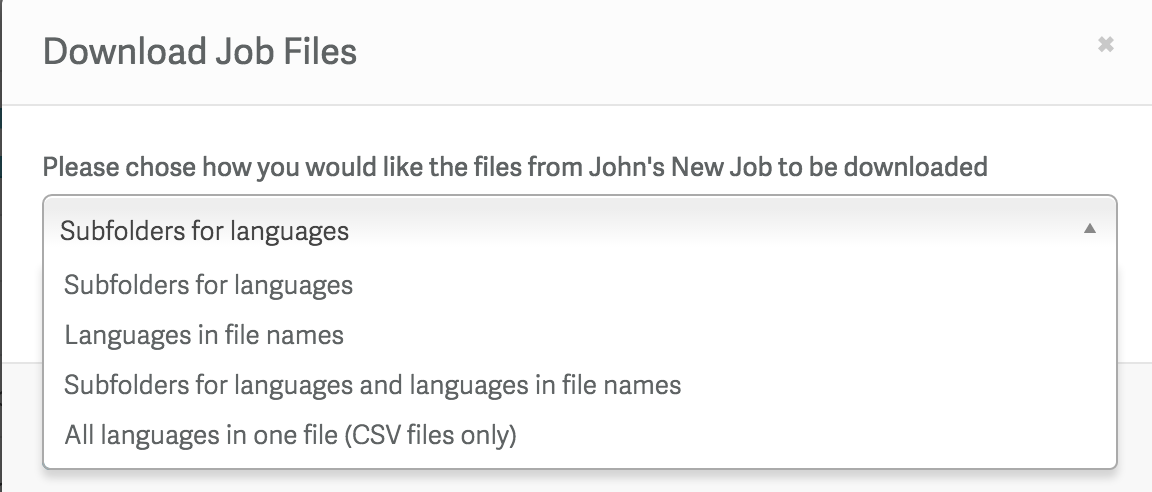 Download Job Files
Please chose how you would like the files from John's New Job to be downloaded
Subfolders for languages
Subfolders for languages
Languages in file names
Subfolders for languages and languages in file names
All languages in one file (CSV files only)